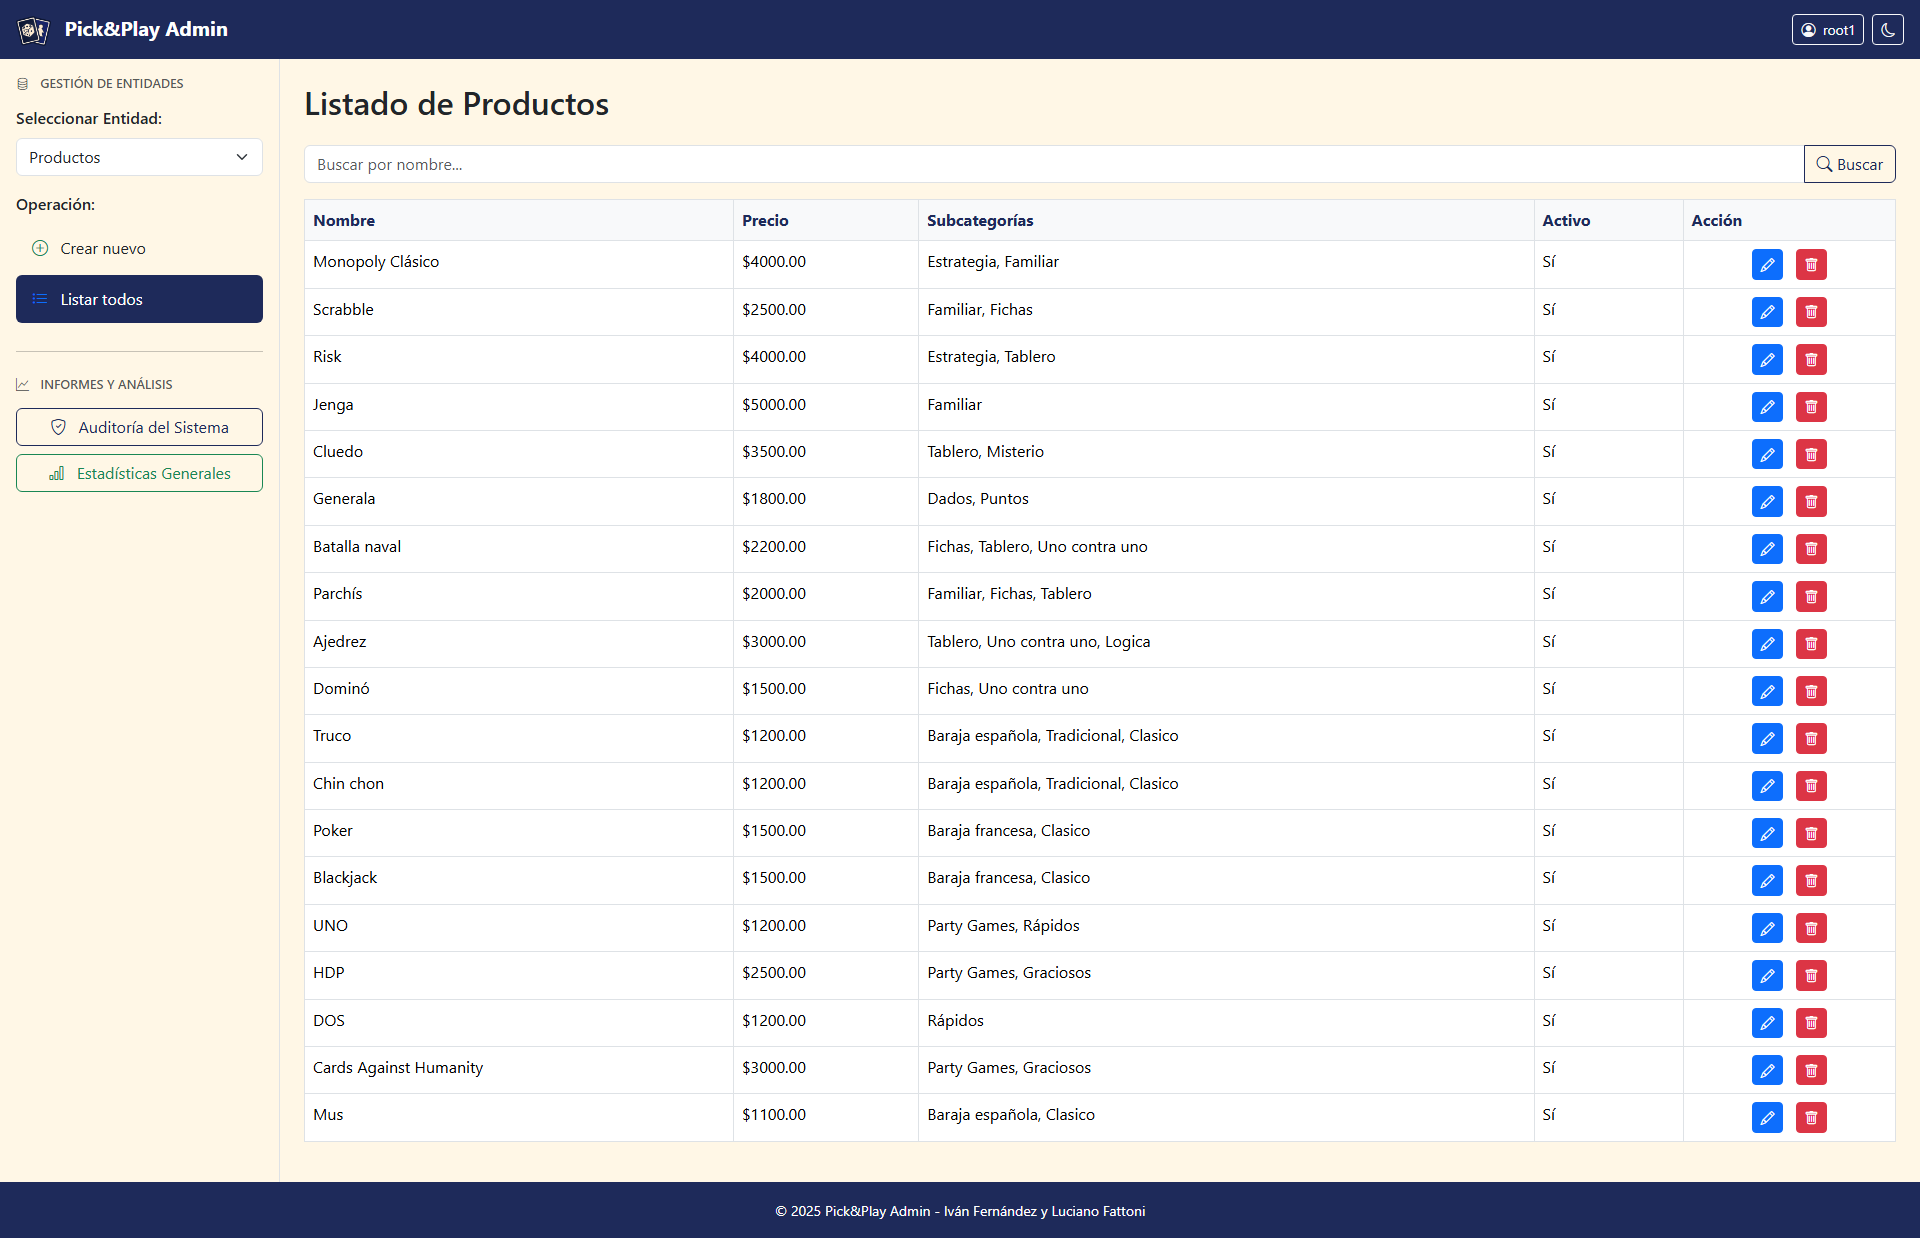 Pick&Play Admin
root1
GESTIÓN DE ENTIDADES
Seleccionar Entidad:
Productos
Operación:
Crear nuevo
Listar todos
INFORMES Y ANÁLISIS
Auditoría del Sistema
Estadísticas Generales
Listado de Productos
Buscar por nombre...
Buscar
Nombre Precio Subcategorías Activo Acción
Monopoly Clásico $4000.00 Estrategia, Familiar Sí
Scrabble $2500.00 Familiar, Fichas Sí
Risk $4000.00 Estrategia, Tablero Sí
Jenga $5000.00 Familiar Sí
Cluedo $3500.00 Tablero, Misterio Sí
Generala $1800.00 Dados, Puntos Sí
Batalla naval $2200.00 Fichas, Tablero, Uno contra uno Sí
Parchís $2000.00 Familiar, Fichas, Tablero Sí
Ajedrez $3000.00 Tablero, Uno contra uno, Logica Sí
Dominó $1500.00 Fichas, Uno contra uno Sí
Truco $1200.00 Baraja española, Tradicional, Clasico Sí
Chin chon $1200.00 Baraja española, Tradicional, Clasico Sí
Poker $1500.00 Baraja francesa, Clasico Sí
Blackjack $1500.00 Baraja francesa, Clasico Sí
UNO $1200.00 Party Games, Rápidos Sí
HDP $2500.00 Party Games, Graciosos Sí
DOS $1200.00 Rápidos Sí
Cards Against Humanity $3000.00 Party Games, Graciosos Sí
Mus $1100.00 Baraja española, Clasico Sí
© 2025 Pick&Play Admin - Iván Fernández y Luciano Fattoni